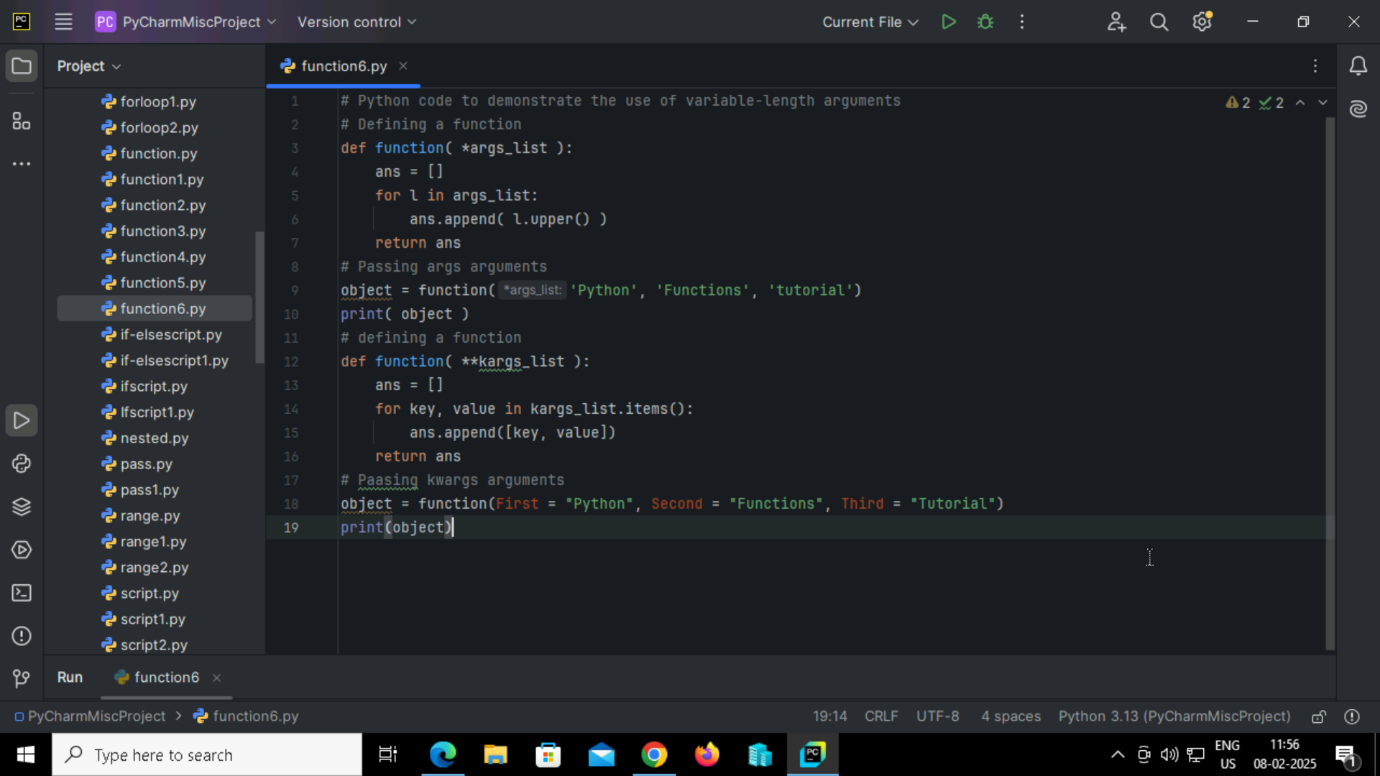 PC PyCharmMiscProject Version control Current File
Project function6.py
forloop1.py
forloop2.py
function.py
function1.py
function2.py
function3.py
function4.py
function5.py
function6.py
if-elsescript.py
if-elsescript1.py
ifscript.py
Ifscript1.py
nested.py
pass.py
pass1.py
range.py
range1.py
range2.py
script.py
script1.py
script2.py
1 # Python code to demonstrate the use of variable-length arguments
2 # Defining a function
3 def function( *args_list ):
4 ans = []
5 for l in args_list:
6 ans.append( l.upper() )
7 return ans
8 # Passing args arguments
9 object = function( *args_list: 'Python', 'Functions', 'tutorial')
10 print( object )
11 # defining a function
12 def function( **kargs_list ):
13 ans = []
14 for key, value in kargs_list.items():
15 ans.append([key, value])
16 return ans
17 # Paasing kwargs arguments
18 object = function(First = "Python", Second = "Functions", Third = "Tutorial")
19 print(object)
2 2
Run function6
PyCharmMiscProject > function6.py 19:14 CRLF UTF-8 4 spaces Python 3.13 (PyCharmMiscProject)
Type here to search
PC
ENG
US
11:56
08-02-2025
1